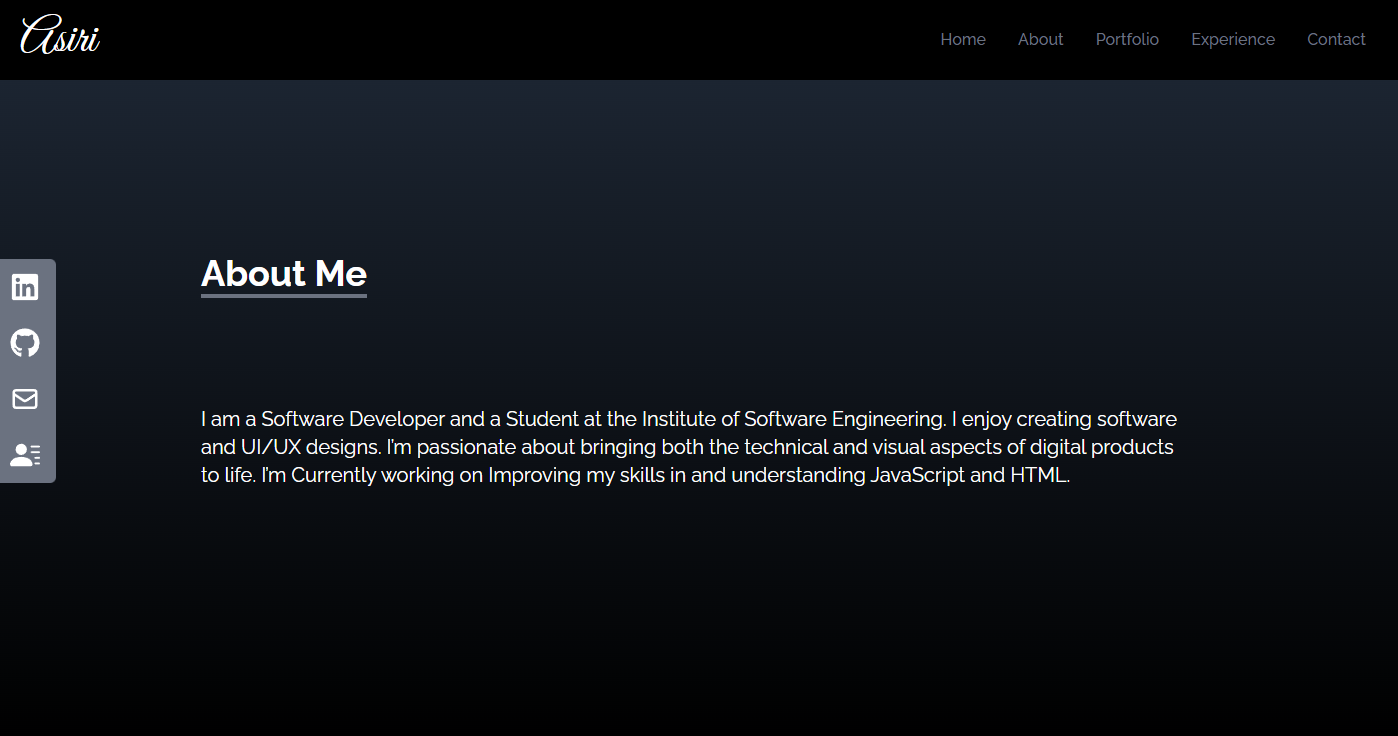 Asiri
Home About Portfolio Experience Contact
About Me
in
I am a Software Developer and a Student at the Institute of Software Engineering. I enjoy creating software
and UI/UX designs. I'm passionate about bringing both the technical and visual aspects of digital products
to life. I'm Currently working on Improving my skills in and understanding JavaScript and HTML.